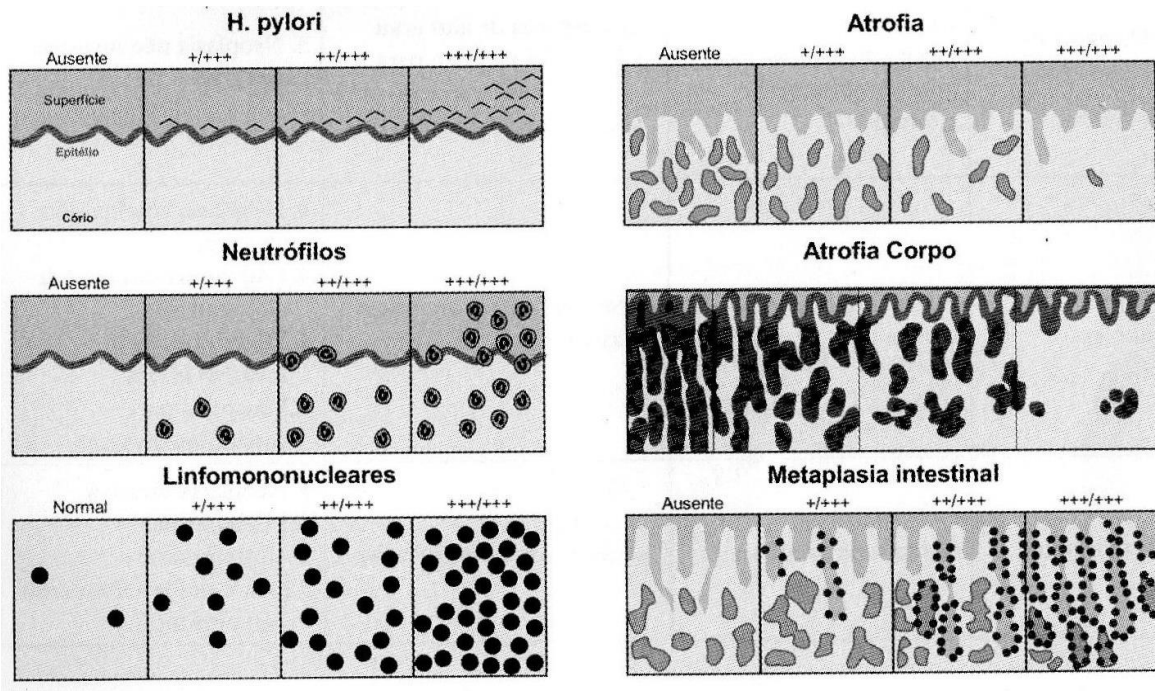 H. pylori
Ausente +/+++ ++/+++ +++/+++
Superfície
Epitélio
Cório
Neutrófilos
Ausente +/+++ ++/+++ +++/+++
Linfomononucleares
Normal +/+++ ++/+++ +++/+++
Atrofia
Ausente +/+++ ++/+++ +++/+++
Atrofia Corpo
Metaplasia intestinal
Ausente +/+++ ++/+++ +++/+++